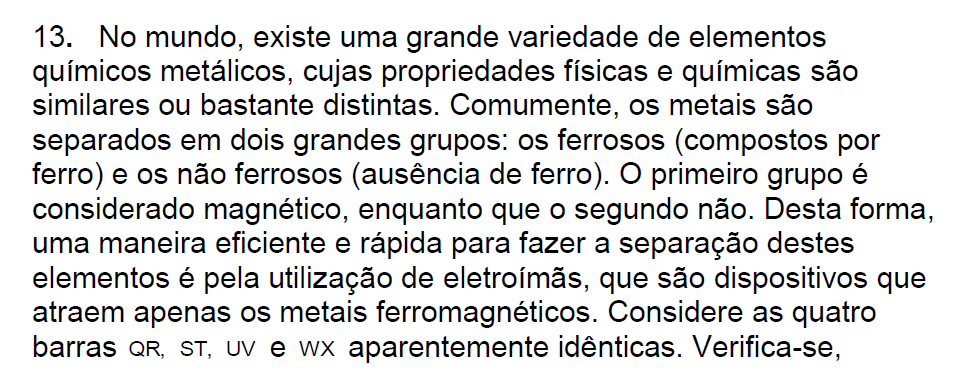 13. No mundo, existe uma grande variedade de elementos
químicos metálicos, cujas propriedades físicas e químicas são
similares ou bastante distintas. Comumente, os metais são
separados em dois grandes grupos: os ferrosos (compostos por
ferro) e os não ferrosos (ausência de ferro). O primeiro grupo é
considerado magnético, enquanto que o segundo não. Desta forma,
uma maneira eficiente e rápida para fazer a separação destes
elementos é pela utilização de eletroímãs, que são dispositivos que
atraem apenas os metais ferromagnéticos. Considere as quatro
barras QR, ST, UV e WX aparentemente idênticas. Verifica-se,